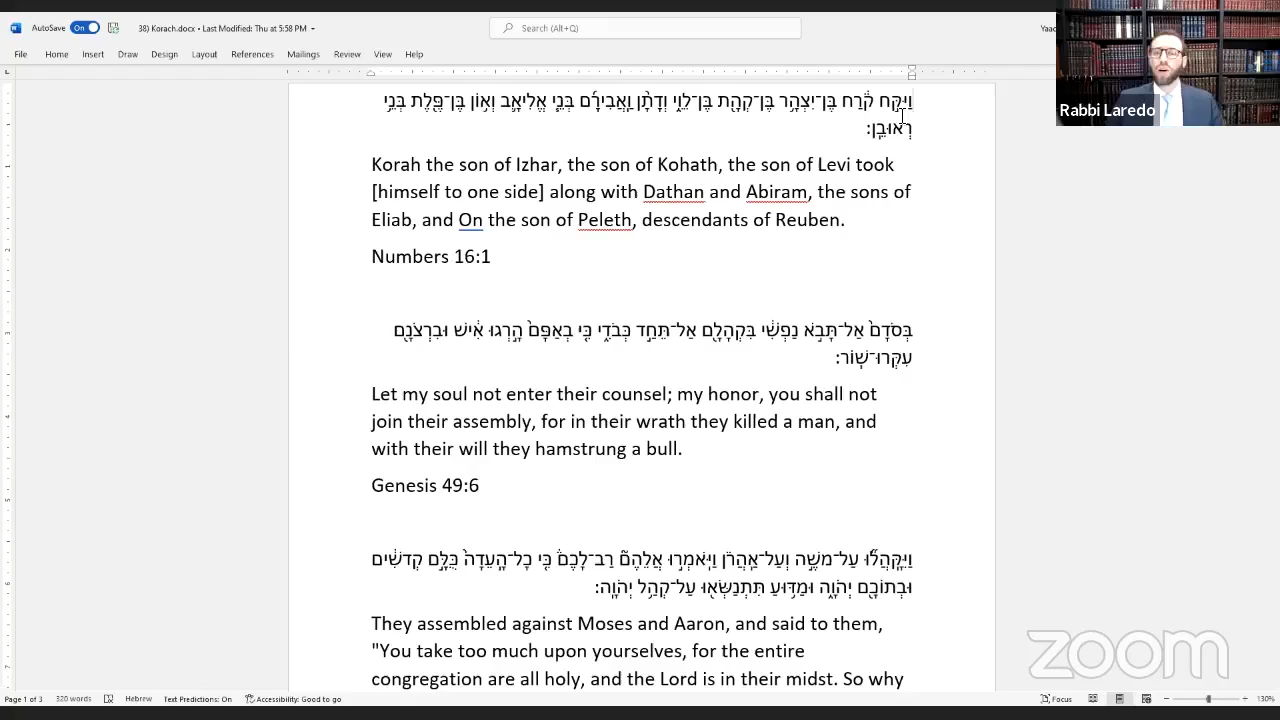 AutoSave On 38) Korach.docx • Last Modified: Thu at 5:58 PM
Search (Alt+Q)
Yaac
File Home Insert Draw Design Layout References Mailings Review View Help
Rabbi Laredo
וַיִּקַּ֣ח קֹ֔רַח בֶּן־יִצְהָ֥ר בֶּן־קְהָ֖ת בֶּן־לֵוִ֑י וְדָתָ֨ן וַֽאֲבִירָ֜ם בְּנֵ֧י אֱלִיאָ֛ב וְא֥וֹן בֶּן־פֶּ֖לֶת בְּנֵ֥י
רְאוּבֵֽן:
Korah the son of Izhar, the son of Kohath, the son of Levi took
[himself to one side] along with Dathan and Abiram, the sons of
Eliab, and On the son of Peleth, descendants of Reuben.
Numbers 16:1
בְּסֹדָם֙ אַל־תָּבֹ֣א נַפְשִׁ֔י בִּקְהָלָ֖ם אַל־תֵּחַ֣ד כְּבֹדִ֑י כִּ֤י בְאַפָּם֙ הָ֣רְגוּ אִ֔ישׁ וּבִרְצֹנָ֖ם
עִקְּרוּ־שֽׁוֹר:
Let my soul not enter their counsel; my honor, you shall not
join their assembly, for in their wrath they killed a man, and
with their will they hamstrung a bull.
Genesis 49:6
וַיִּקָּֽהֲל֞וּ עַל־משֶׁ֣ה וְעַל־אַֽהֲרֹ֗ן וַיֹּֽאמְר֣וּ אֲלֵהֶם֘ רַב־לָכֶם֒ כִּ֤י כָל־הָֽעֵדָה֙ כֻּלָּ֣ם קְדשִׁ֔ים
וּבְתוֹכָ֖ם יְהֹוָ֑ה וּמַדּ֥וּעַ תִּתְנַשְּׂא֖וּ עַל־קְהַ֥ל יְהֹוָֽה:
They assembled against Moses and Aaron, and said to them,
"You take too much upon yourselves, for the entire
congregation are all holy, and the Lord is in their midst. So why
zoom
Page 1 of 3 320 words Hebrew Text Predictions: On Accessibility: Good to go Focus 130%